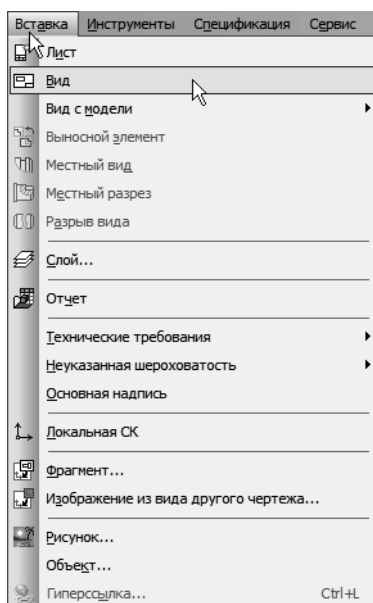 Вставка Инструменты Спецификация Сервис
Лист
Вид
Вид с модели
Выносной элемент
Местный вид
Местный разрез
Разрыв вида
Слой...
Отчет
Технические требования
Неуказанная шероховатость
Основная надпись
Локальная СК
Фрагмент...
Изображение из вида другого чертежа...
Рисунок...
Объект...
Гиперссылка... Ctrl+L